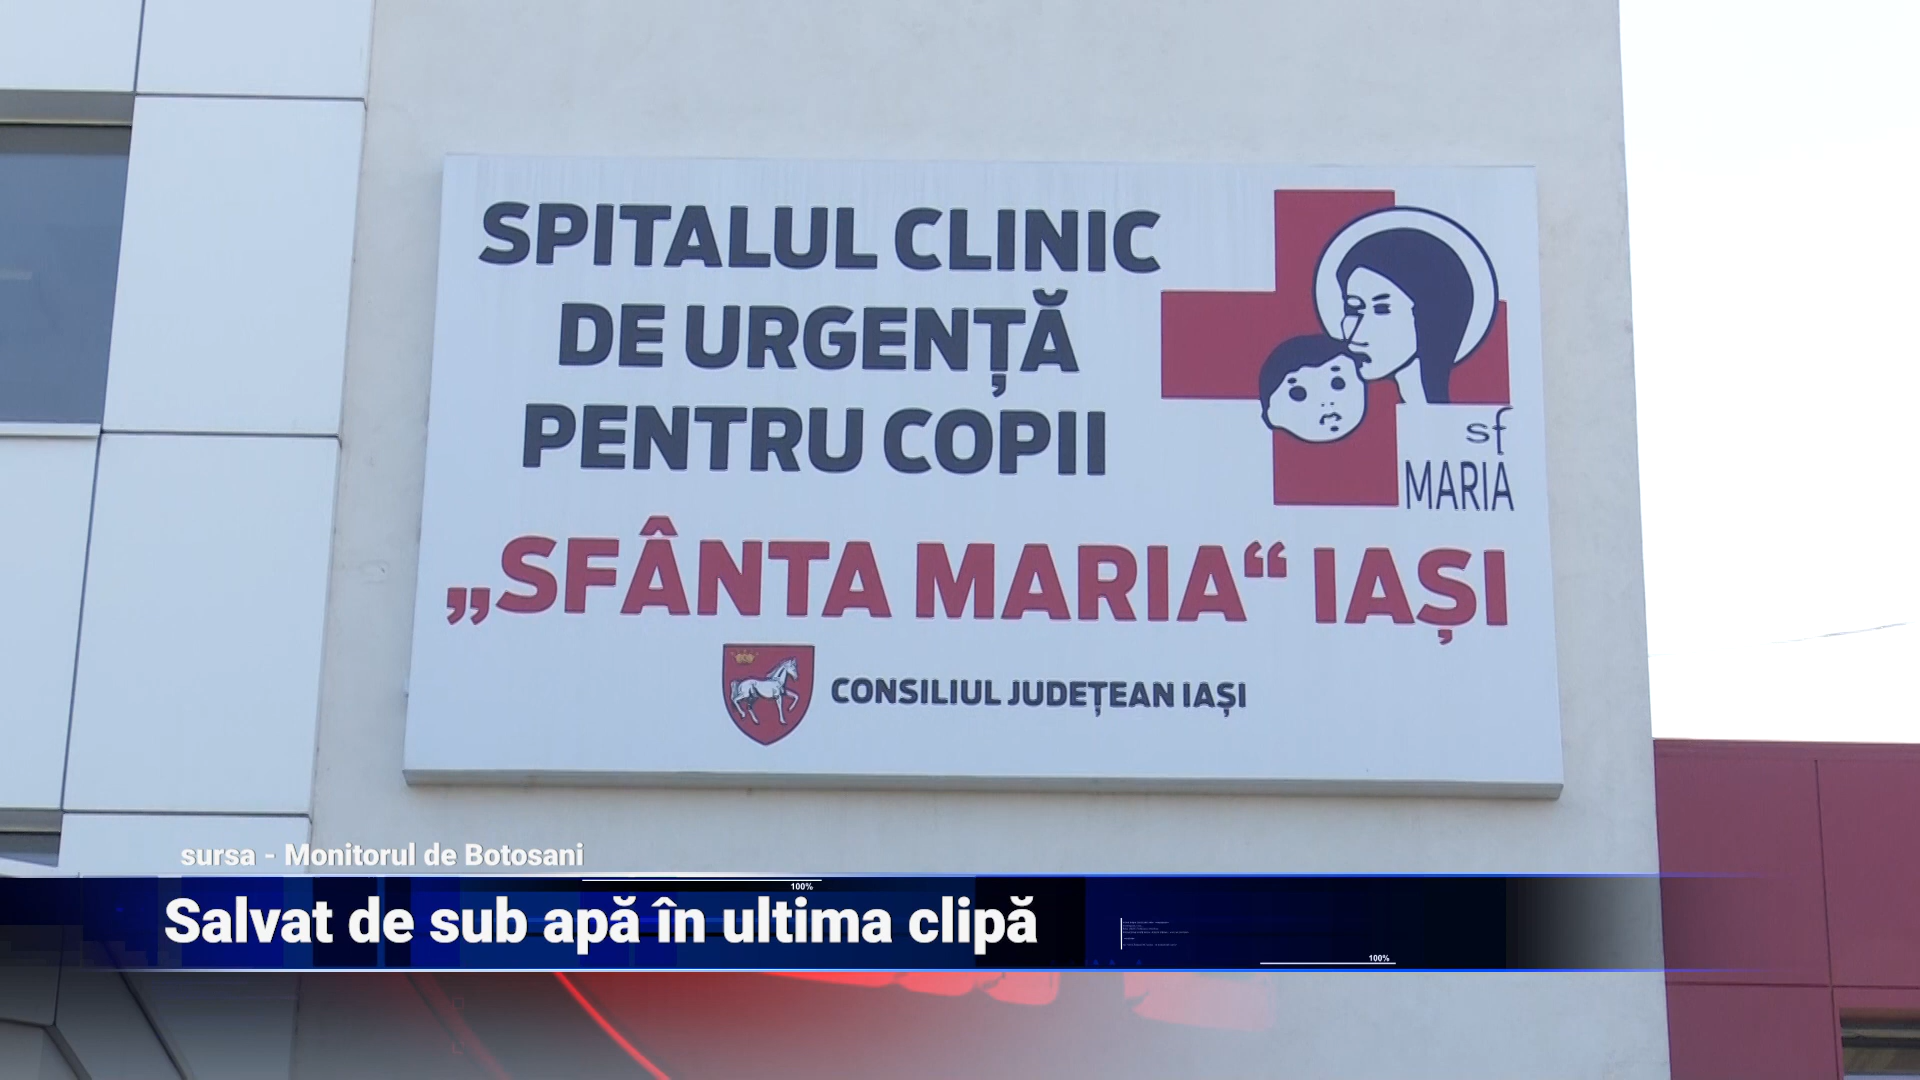 SPITALUL CLINIC
DE URGENȚĂ
PENTRU COPII
sf
MARIA
„SFÂNTA MARIA“ IAȘI
CONSILIUL JUDEȚEAN IAȘI
sursa - Monitorul de Botosani
100%
Salvat de sub apă în ultima clipă
100%